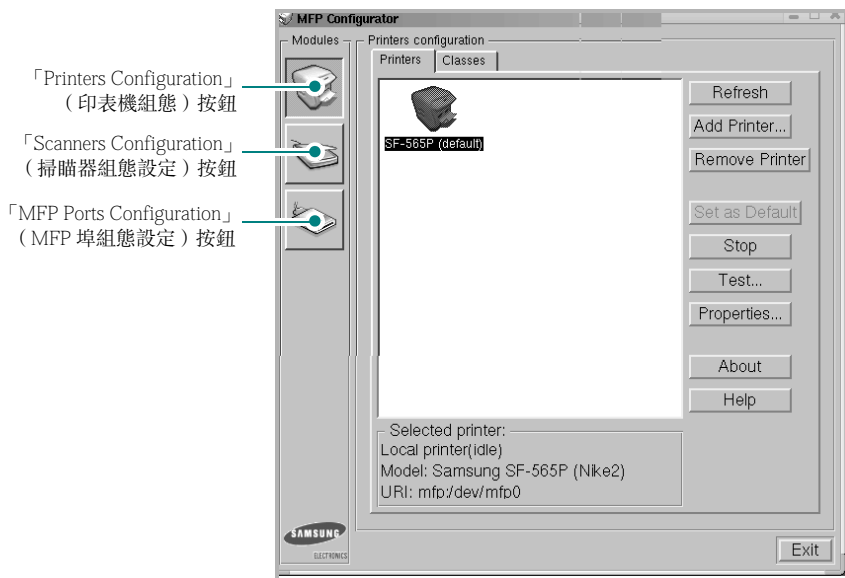 MFP Configurator
Modules
Printers configuration
Printers
Classes
「Printers Configuration」
（印表機組態）按鈕
「Scanners Configuration」
（掃瞄器組態設定）按鈕
「MFP Ports Configuration」
（MFP 埠組態設定）按鈕
SF-565P (default)
Refresh
Add Printer...
Remove Printer
Set as Default
Stop
Test...
Properties...
About
Help
Selected printer:
Local printer(idle)
Model: Samsung SF-565P (Nike2)
URI: mfp:/dev/mfp0
SAMSUNG
ELECTRONICS
Exit